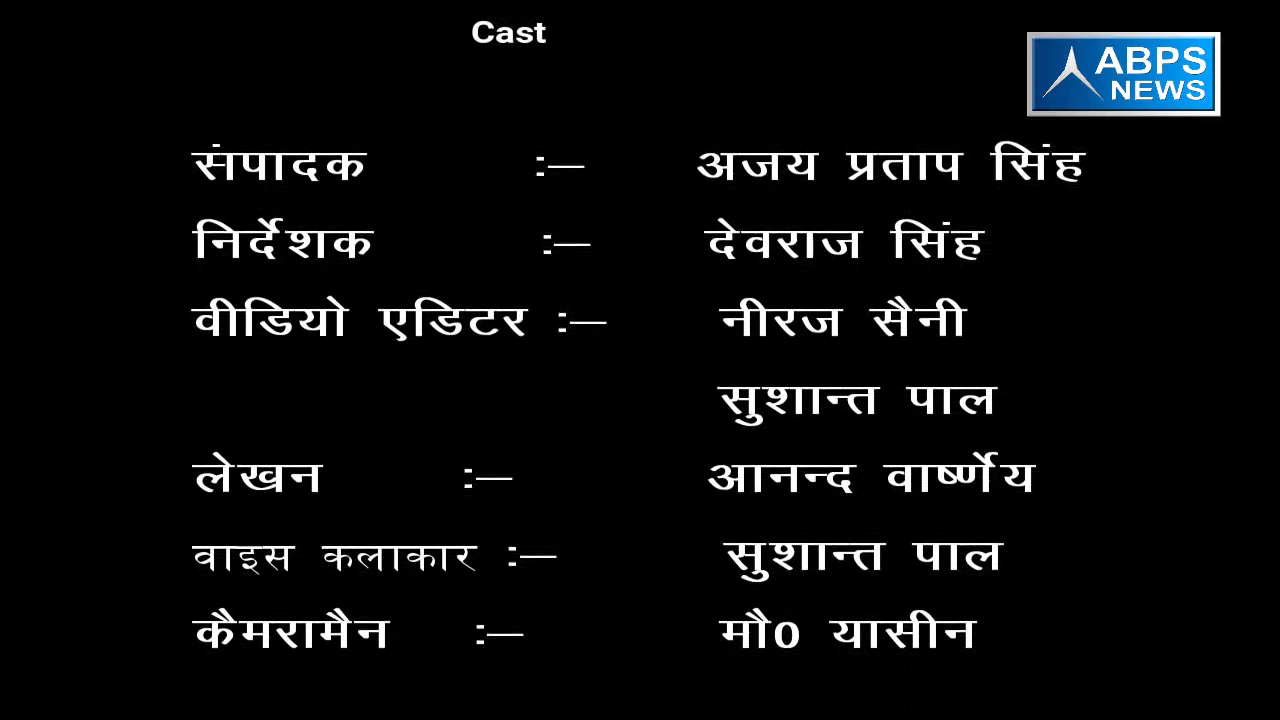 Cast
ABPS
NEWS
संपादक :— अजय प्रताप सिंह
निर्देशक :— देवराज सिंह
वीडियो एडिटर :— नीरज सैनी
सुशान्त पाल
लेखन :— आनन्द वार्ष्णेय
वाइस कलाकार :— सुशान्त पाल
कैमरामैन :— मौ0 यासीन